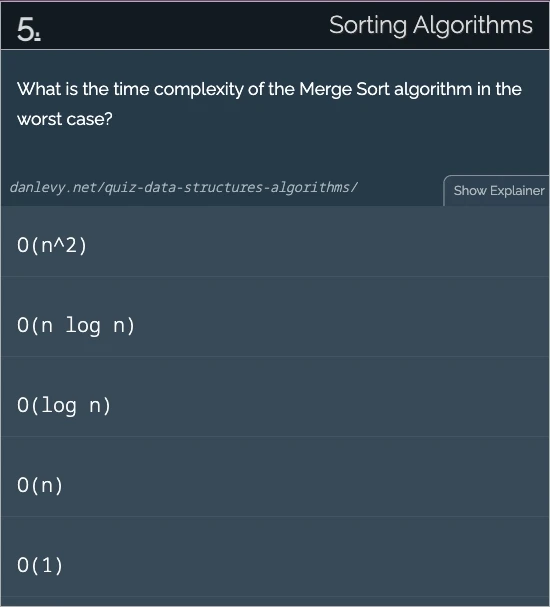 5.
Sorting Algorithms
What is the time complexity of the Merge Sort algorithm in the
worst case?
danlevy.net/quiz-data-structures-algorithms/
Show Explainer
O(n^2)
O(n log n)
O(log n)
O(n)
O(1)